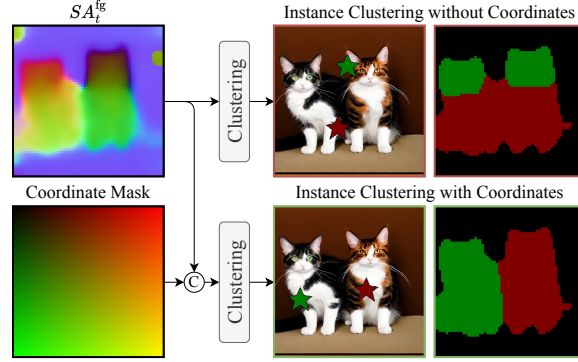 SA_t^fg
Instance Clustering without Coordinates
Clustering
Coordinate Mask
Instance Clustering with Coordinates
C
Clustering